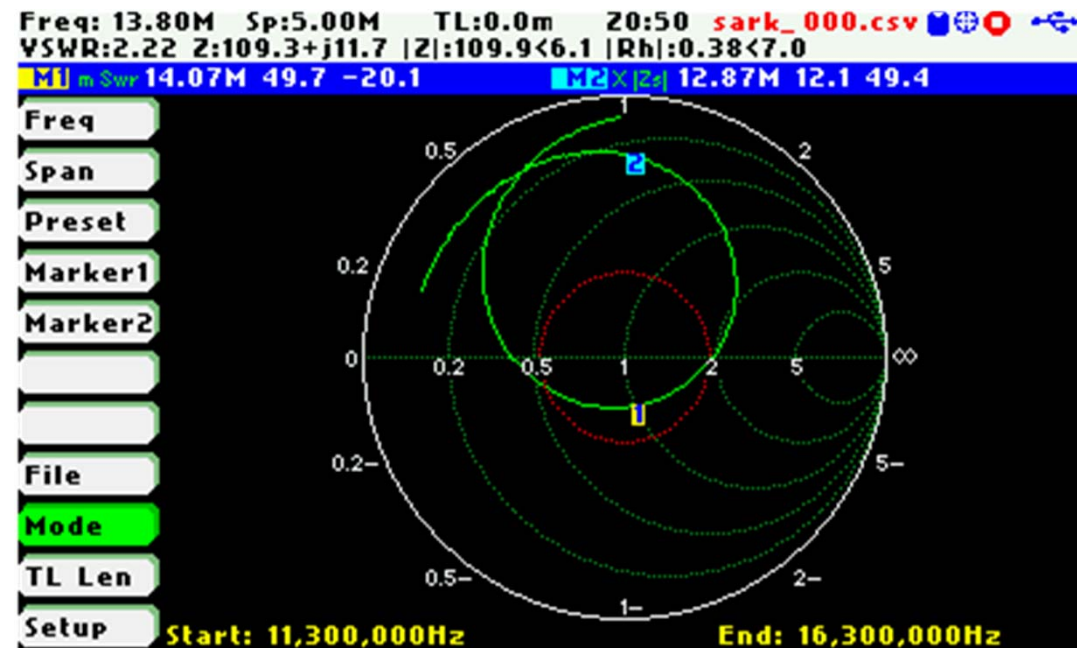 Freq: 13.80M Sp:5.00M TL:0.0m Z0:50 sark_000.csv
VSWR:2.22 Z:109.3+j11.7 |Z|:109.9<6.1 |Rh|:0.38<7.0
M1 m Swr 14.07M 49.7 -20.1 M2 X |Zs| 12.87M 12.1 49.4
Freq
Span
Preset
Marker1
Marker2
File
Mode
TL Len
Setup
1
0.5 2
2
0.2 5
0 0.2 0.5 1 2 5 ∞
1
0.2- 5-
0.5- 2-
1-
Start: 11,300,000Hz End: 16,300,000Hz